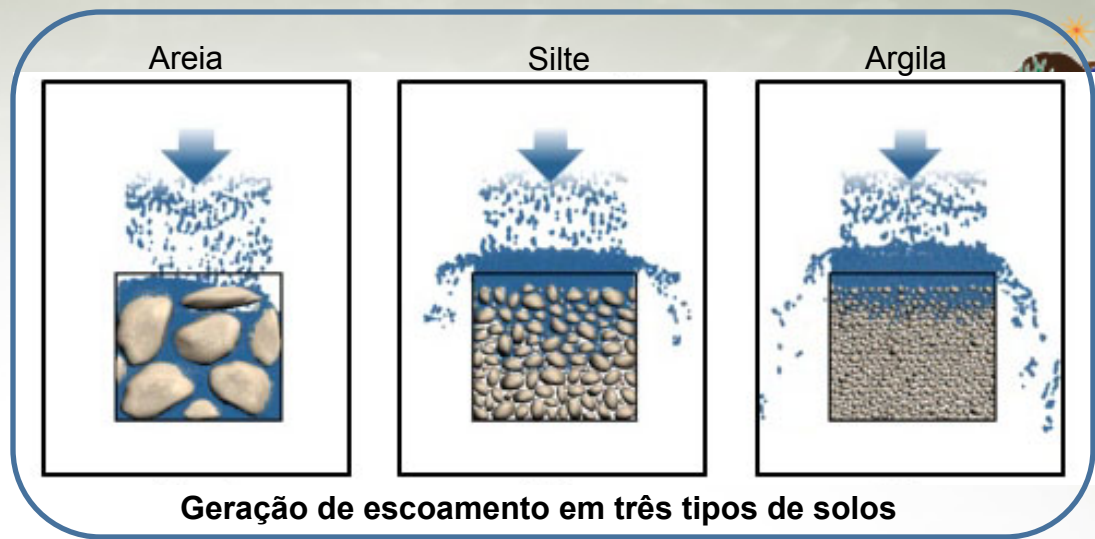 Areia
Silte
Argila
Geração de escoamento em três tipos de solos